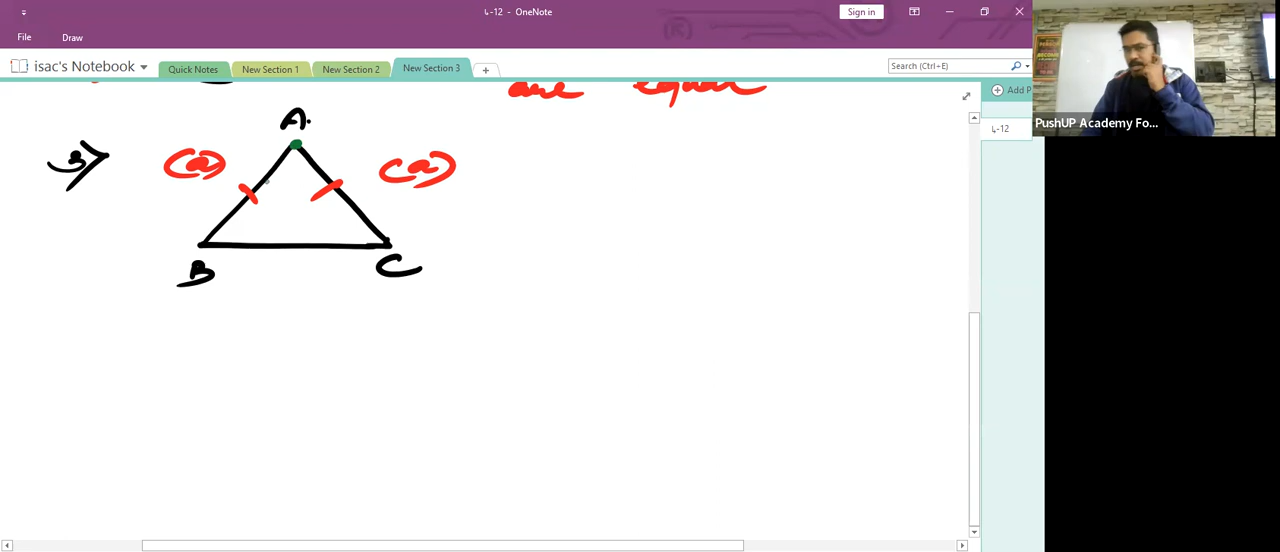 L-12 - OneNote
Sign in
File
Draw
isac's Notebook
Quick Notes
New Section 1
New Section 2
New Section 3
Search (Ctrl+E)
Add P
L-12
PushUP Academy Fo...
are equal
A.
3)
(a)
(a)
B
C